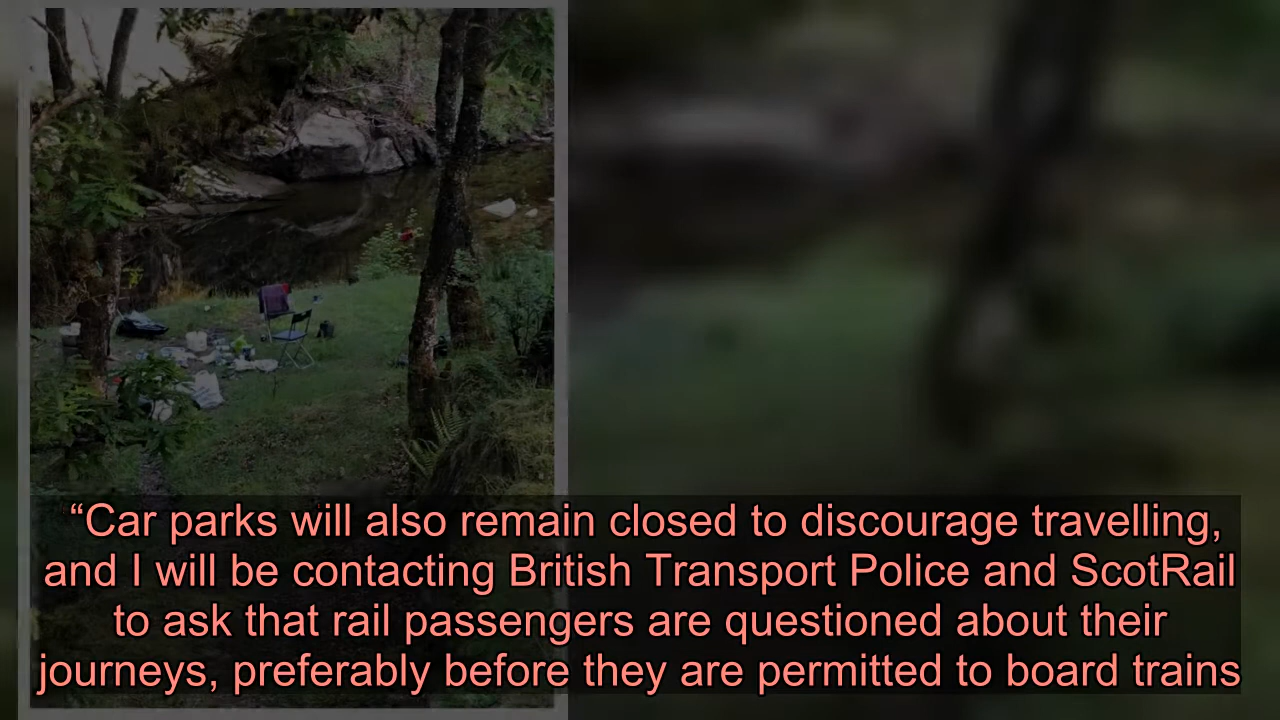 “Car parks will also remain closed to discourage travelling,
and I will be contacting British Transport Police and ScotRail
to ask that rail passengers are questioned about their
journeys, preferably before they are permitted to board trains